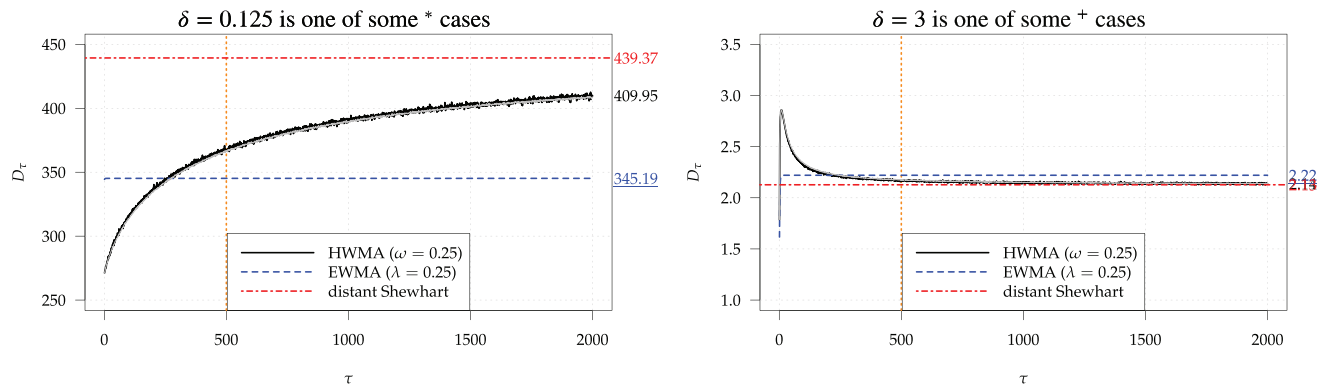 δ = 0.125 is one of some * cases
450
400
350
300
250
D_τ
439.37
409.95
345.19
HWMA (ω = 0.25)
EWMA (λ = 0.25)
distant Shewhart
0
500
1000
1500
2000
τ
δ = 3 is one of some + cases
3.5
3.0
2.5
2.0
1.5
1.0
D_τ
2.22
HWMA (ω = 0.25)
EWMA (λ = 0.25)
distant Shewhart
0
500
1000
1500
2000
τ